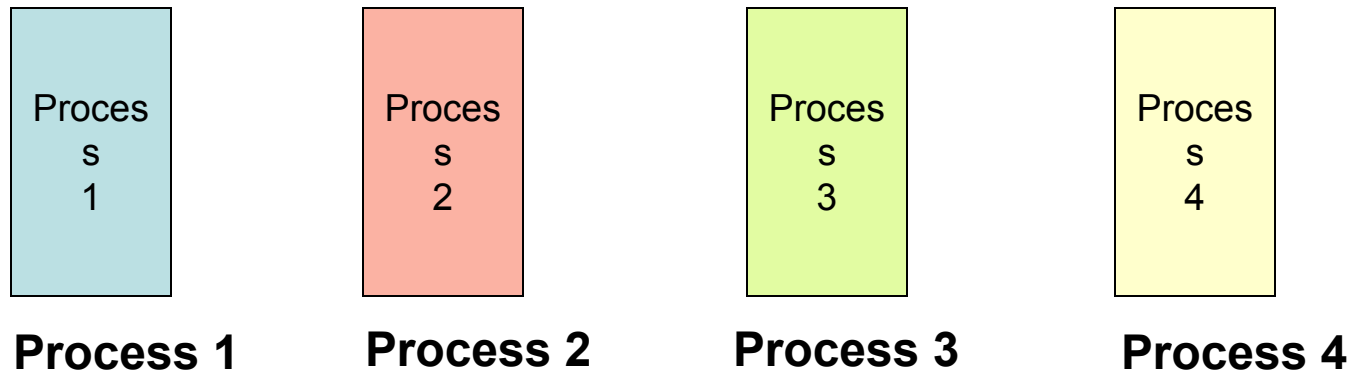 Proces
s
1
Proces
s
2
Proces
s
3
Proces
s
4
Process 1
Process 2
Process 3
Process 4